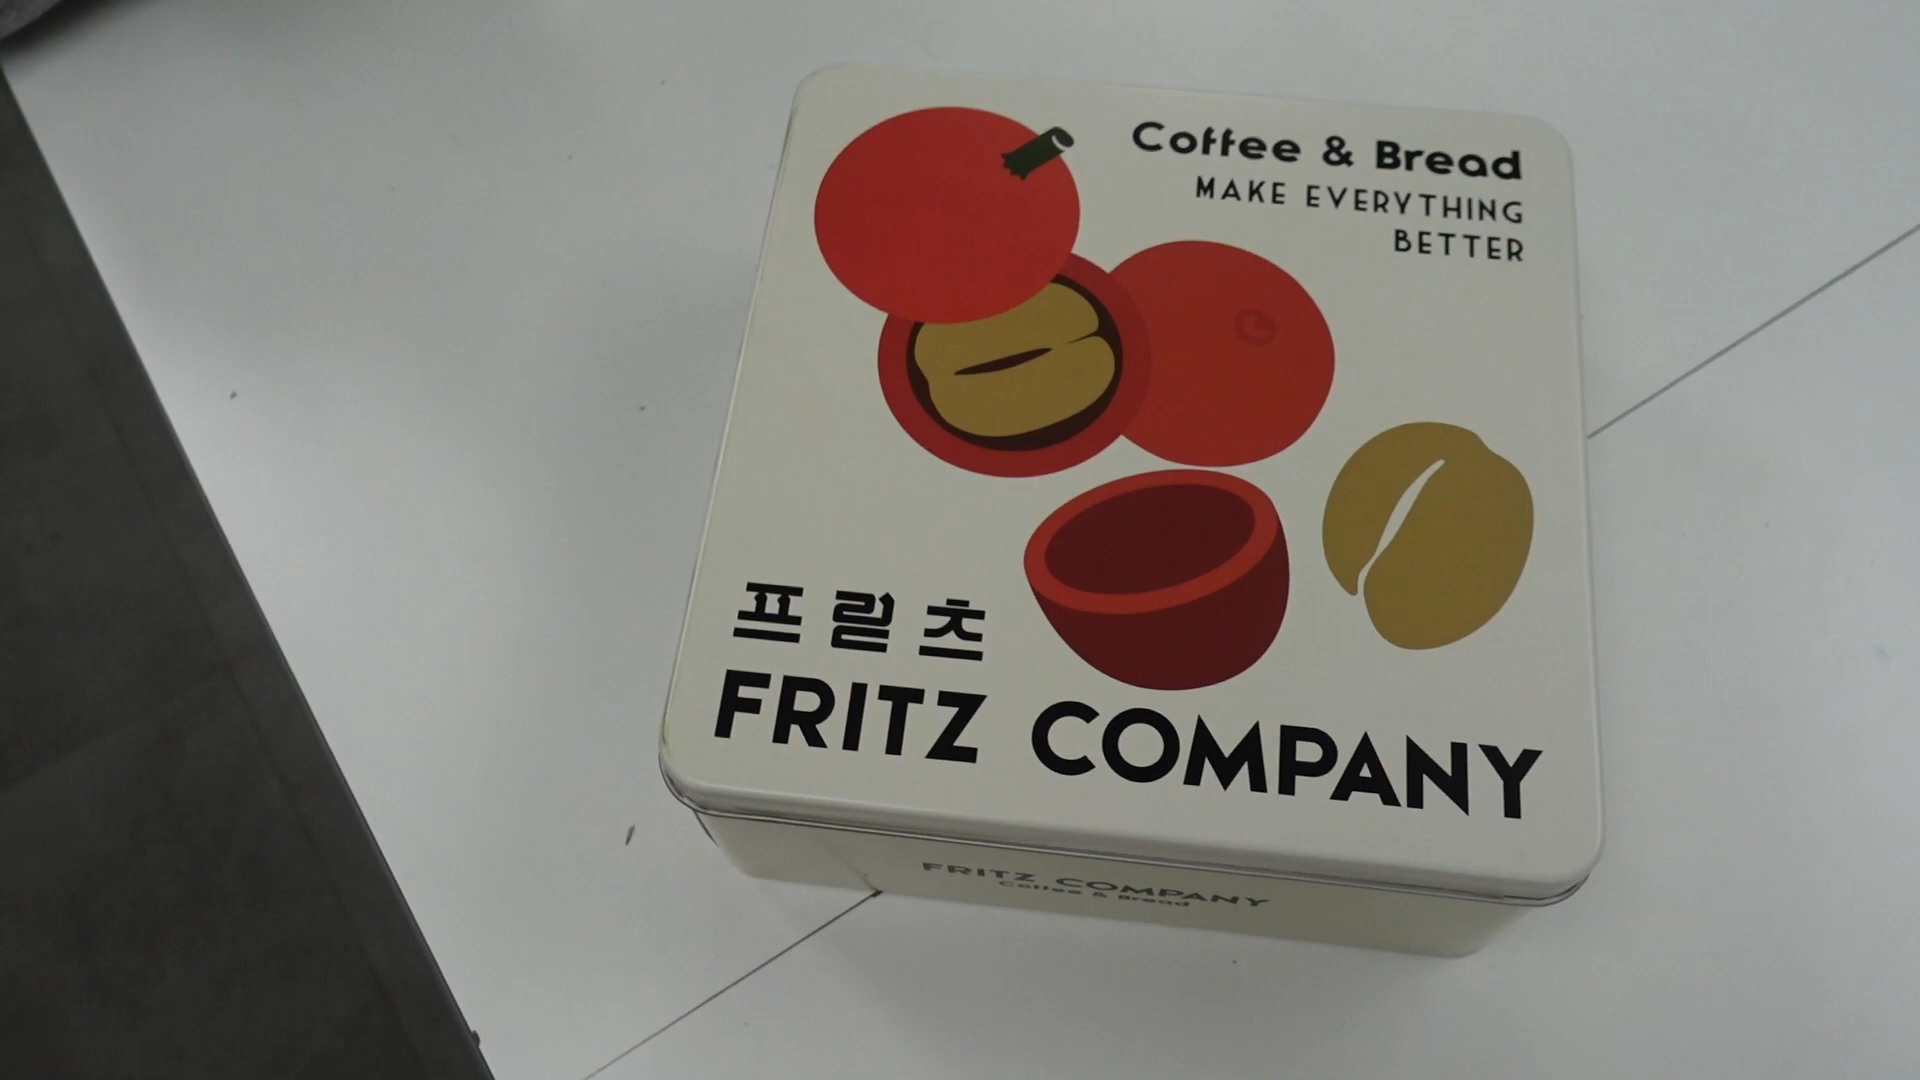 Coffee & Bread
MAKE EVERYTHING
BETTER
프릳츠
FRITZ COMPANY
FRITZ COMPANY
Coffee & Bread